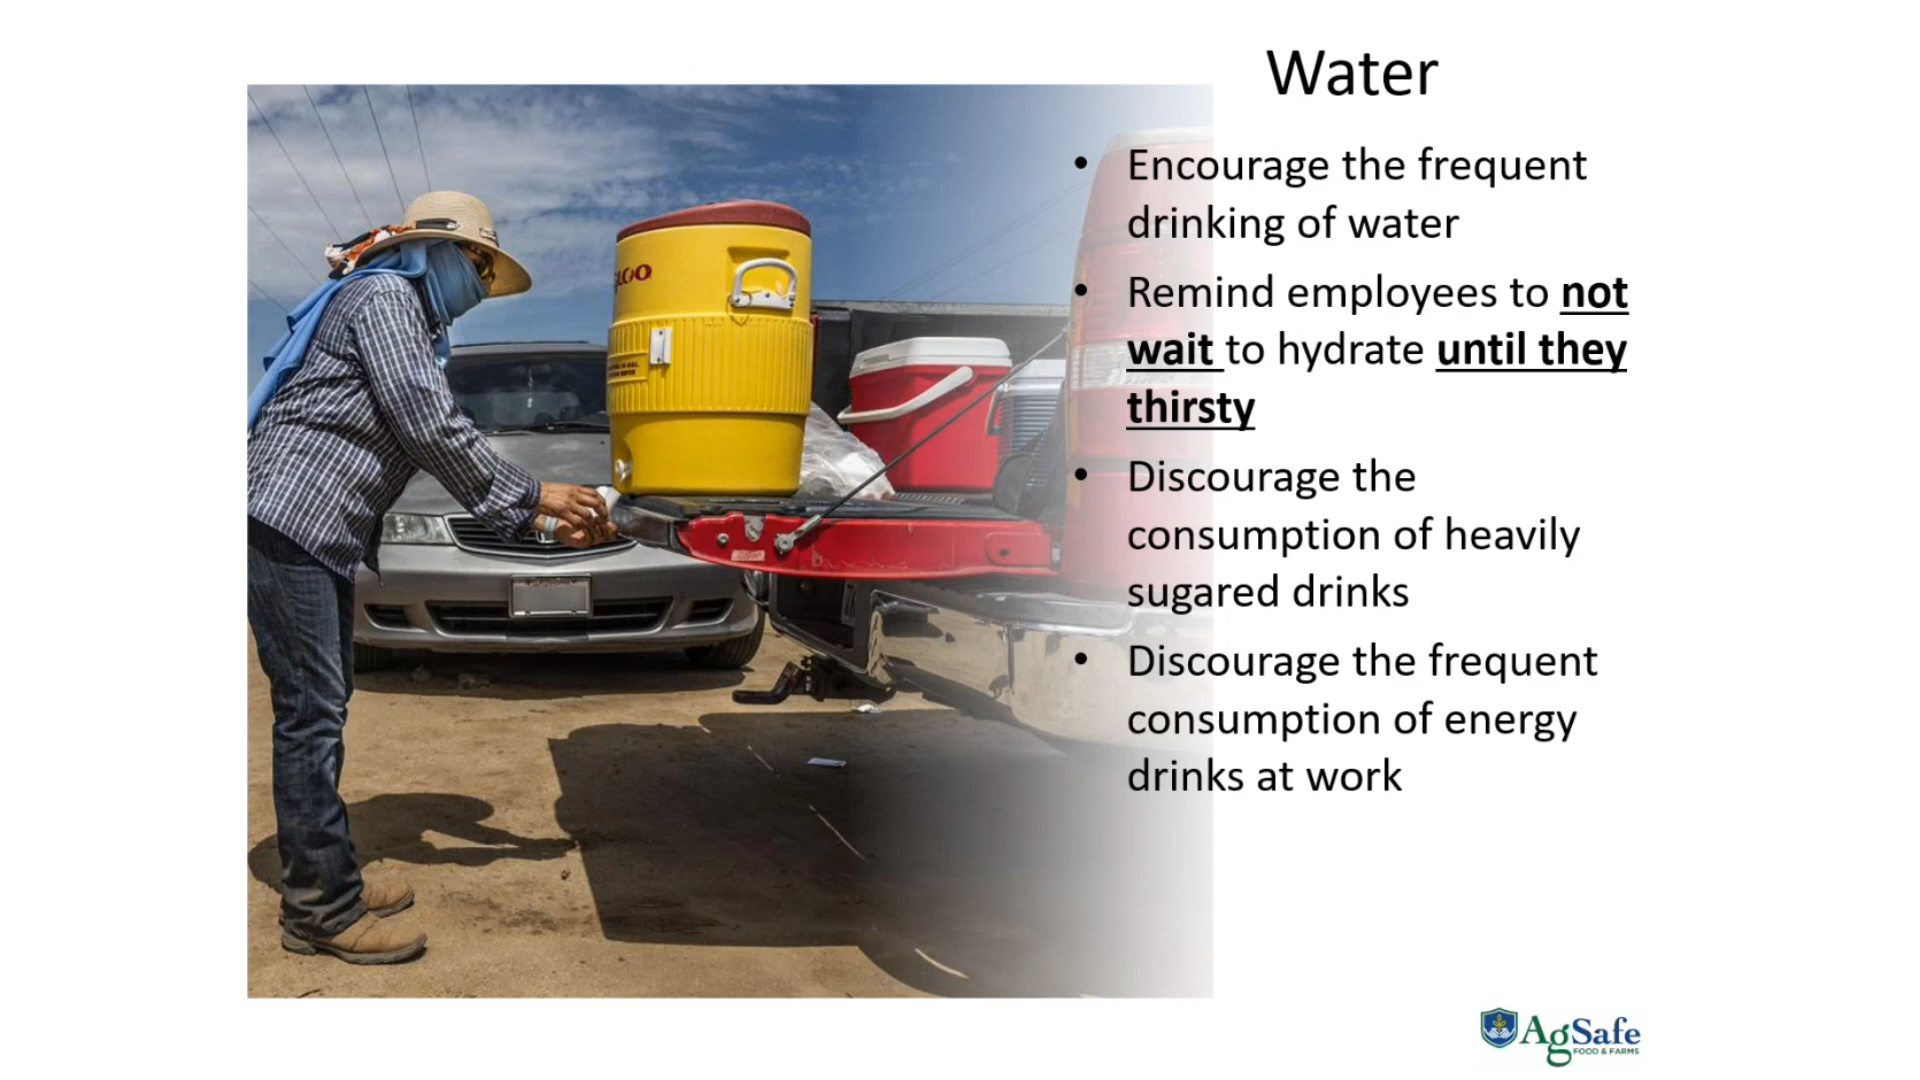 Water
• Encourage the frequent
drinking of water
• Remind employees to not
wait to hydrate until they
thirsty
• Discourage the
consumption of heavily
sugared drinks
• Discourage the frequent
consumption of energy
drinks at work
LOO
AgSafe
FOOD & FARMS